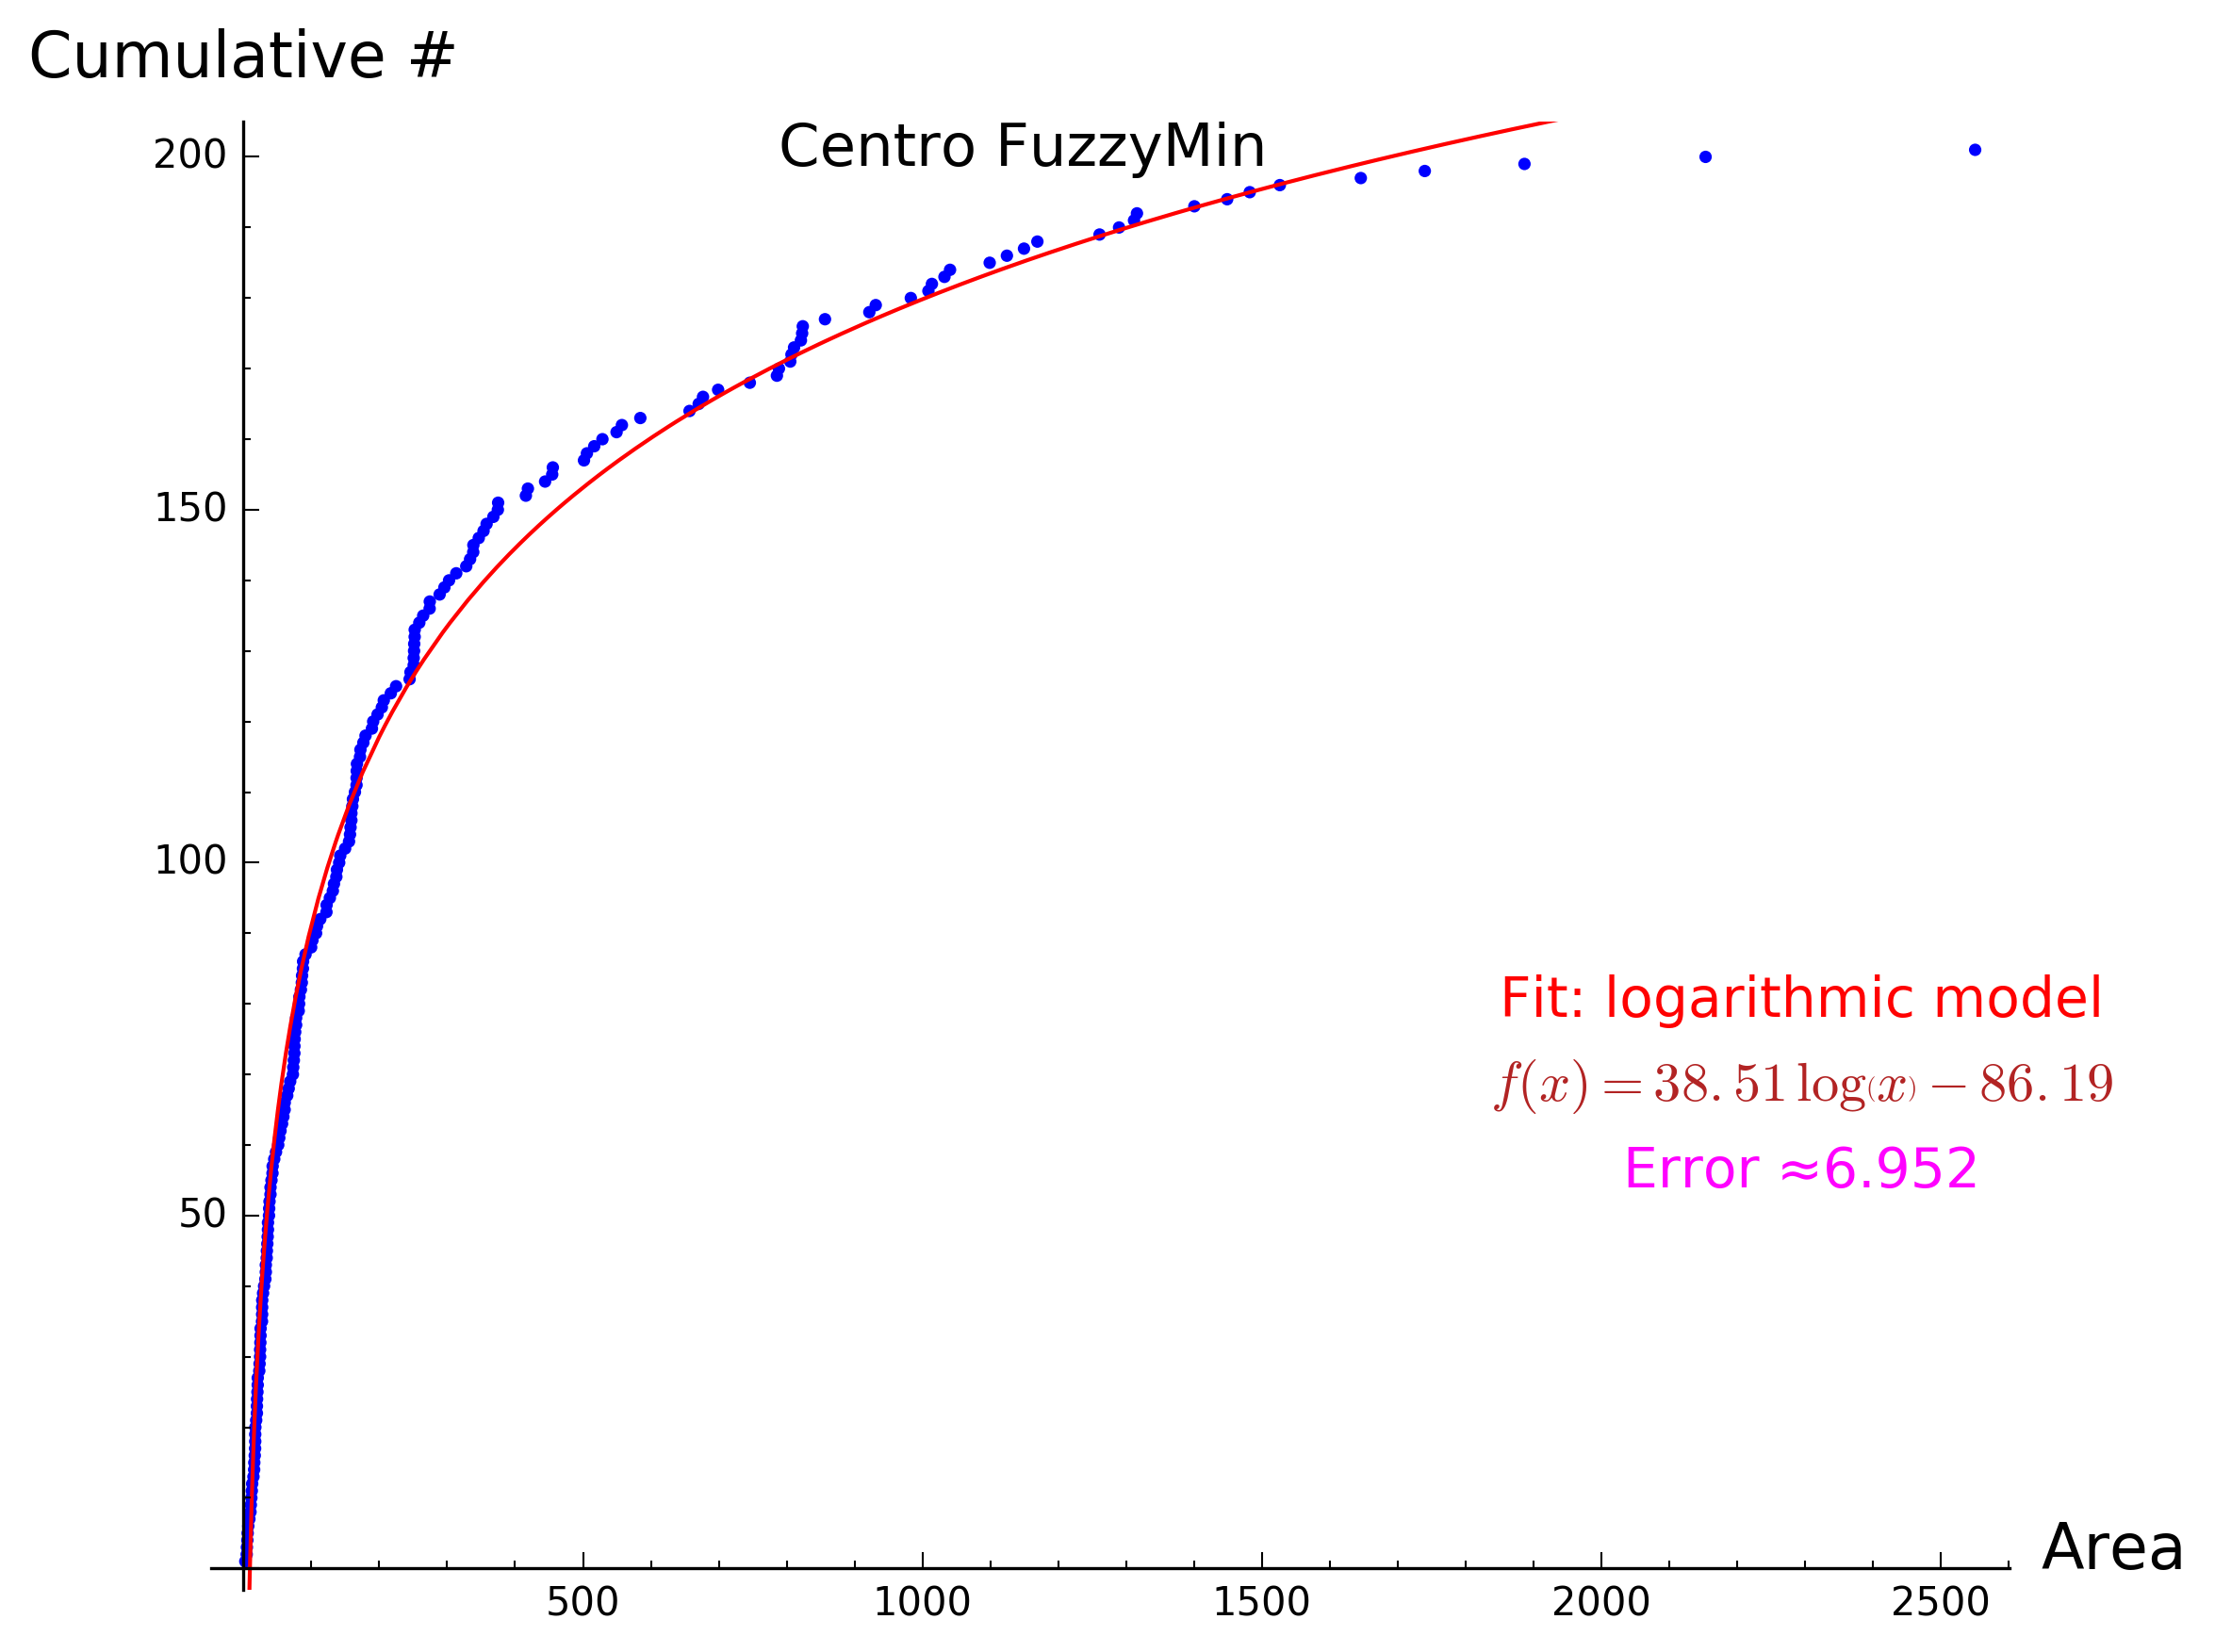 Cumulative #
Centro FuzzyMin
200
150
100
50
Fit: logarithmic model
f(x) = 38.51 log(x) − 86.19
Error ≈6.952
Area
500 1000 1500 2000 2500